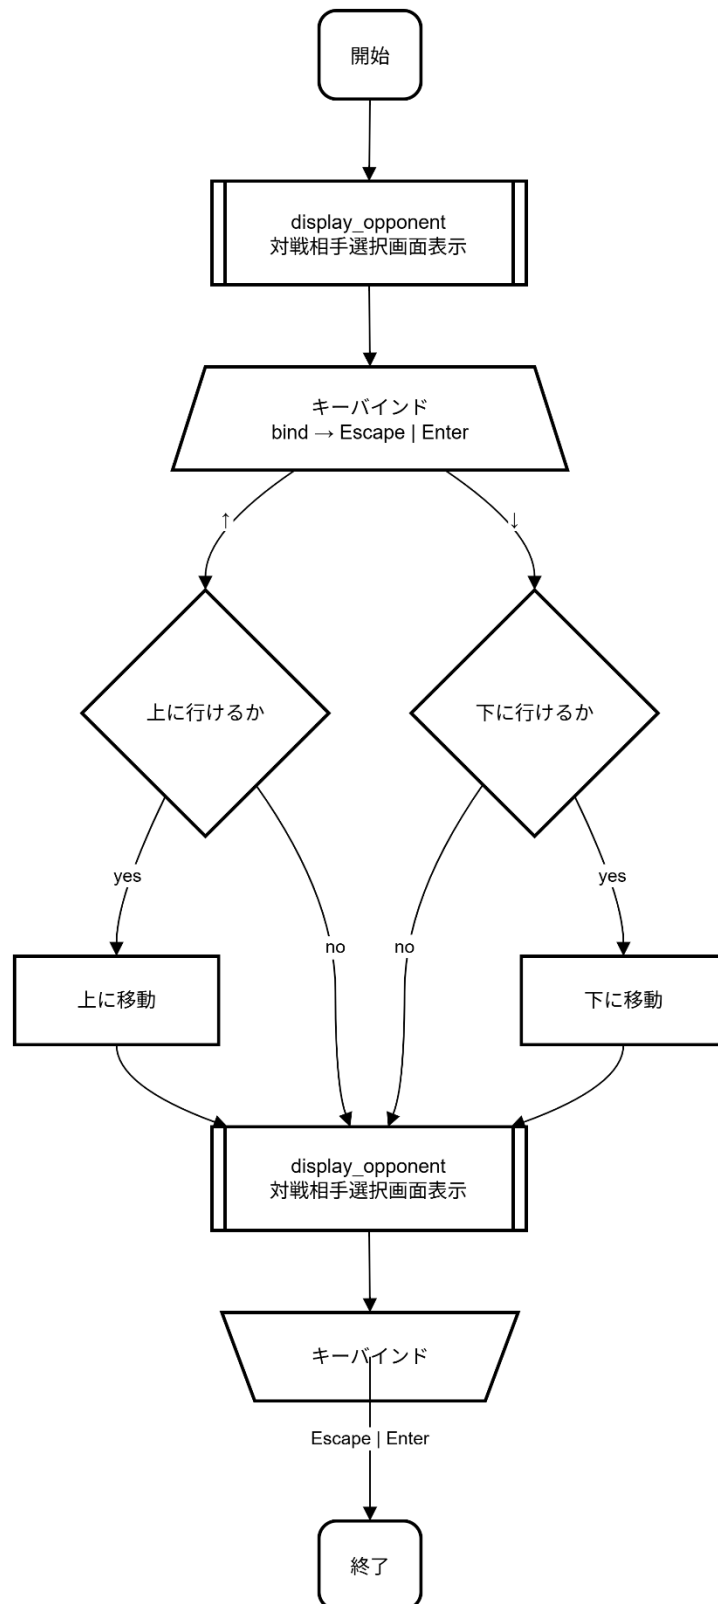 開始
display_opponent
対戦相手選択画面表示
キーバインド
bind → Escape | Enter
↑
↓
上に行けるか
下に行けるか
yes
yes
no
no
上に移動
下に移動
display_opponent
対戦相手選択画面表示
キーバインド
Escape | Enter
終了